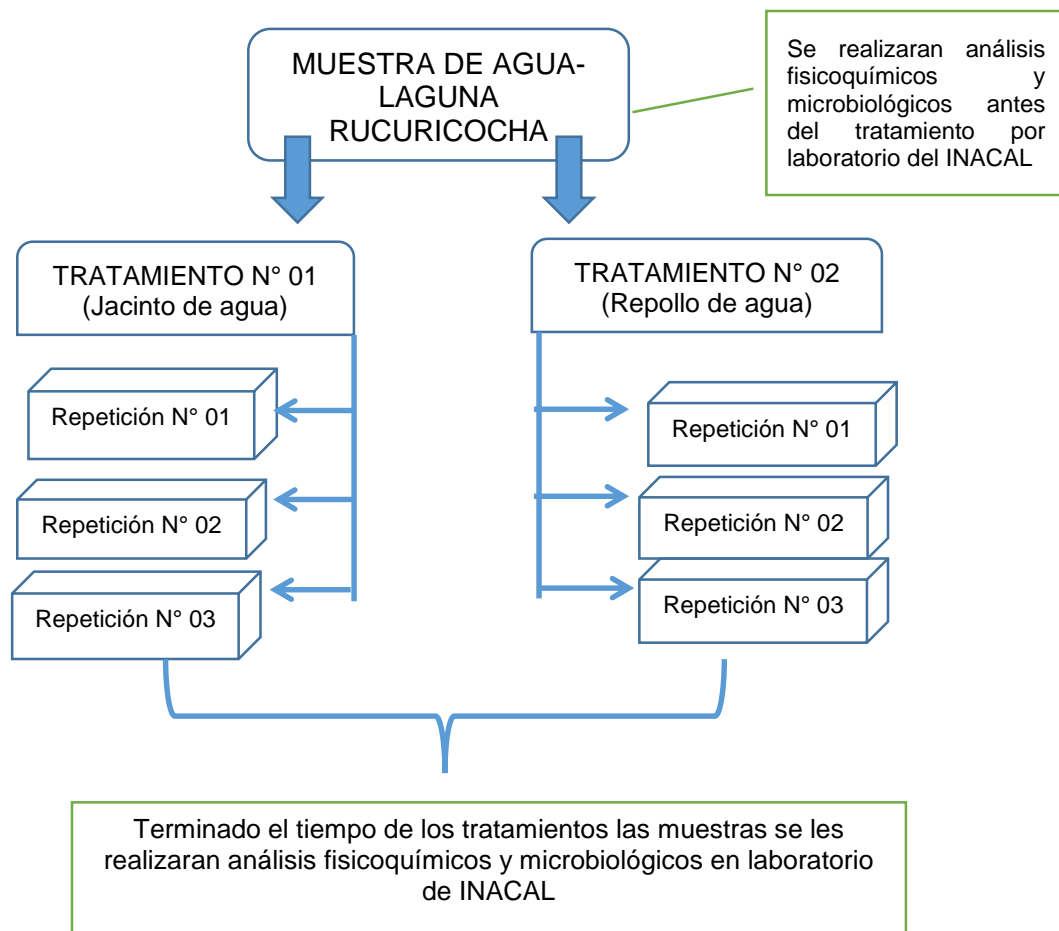 MUESTRA DE AGUA-
LAGUNA
RUCURICOCHA
Se realizaran análisis
fisicoquímicos y
microbiológicos antes
del tratamiento por
laboratorio del INACAL
TRATAMIENTO N° 01
(Jacinto de agua)
Repetición N° 01
Repetición N° 02
Repetición N° 03
TRATAMIENTO N° 02
(Repollo de agua)
Repetición N° 01
Repetición N° 02
Repetición N° 03
Terminado el tiempo de los tratamientos las muestras se les
realizaran análisis fisicoquímicos y microbiológicos en laboratorio
de INACAL